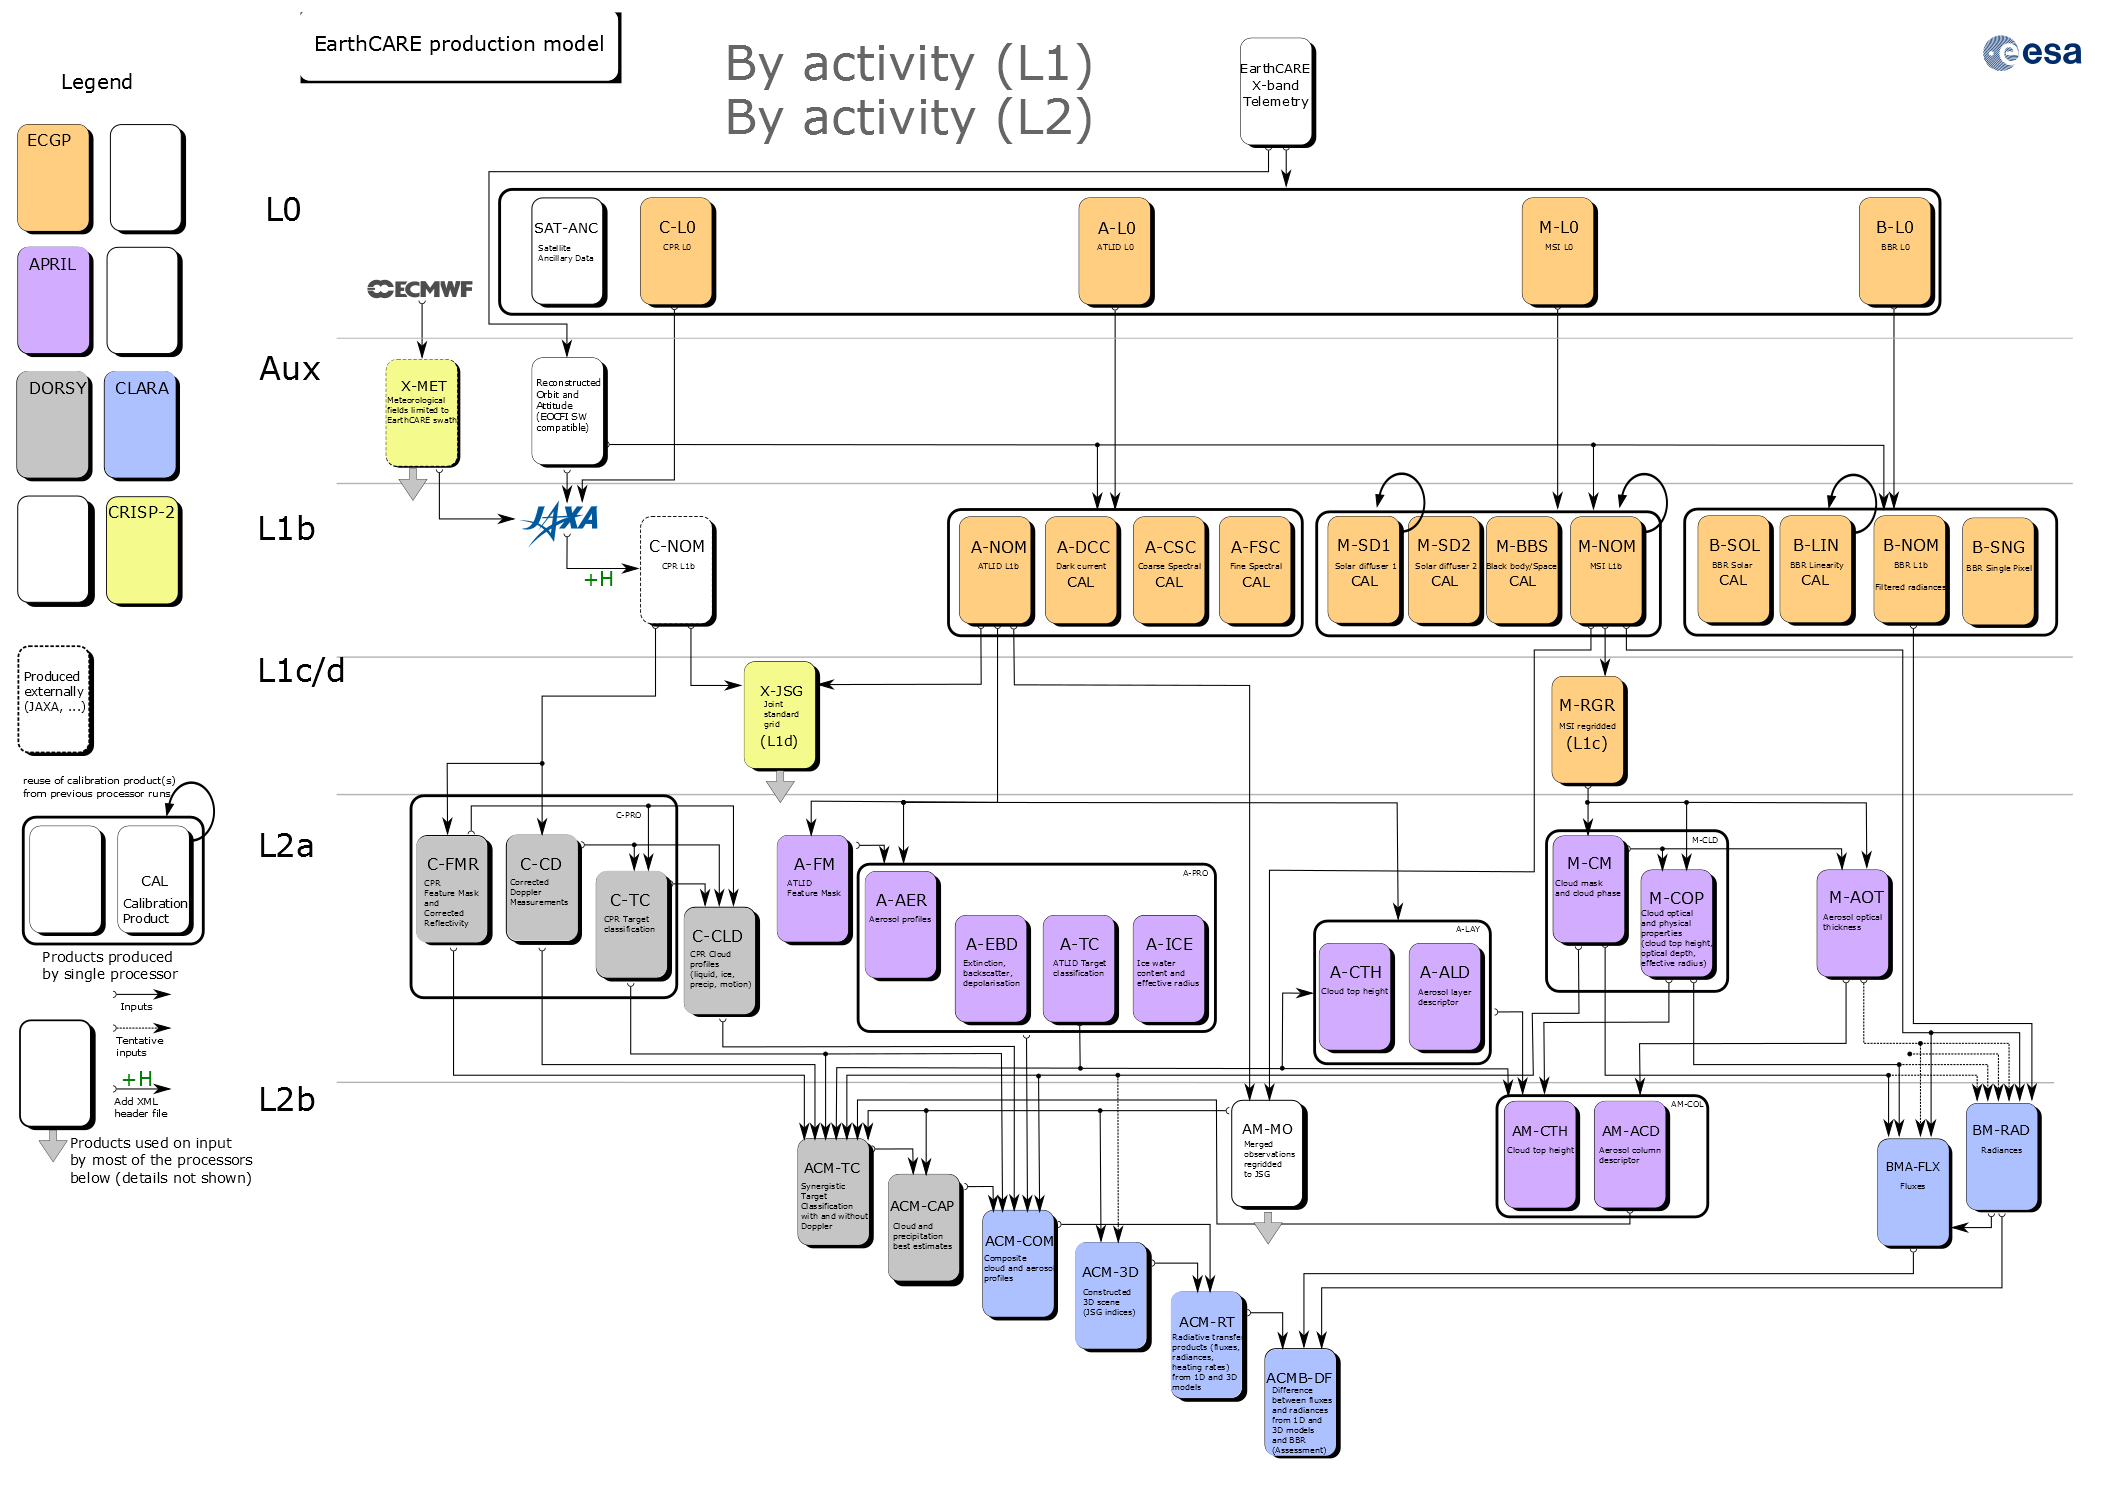 EarthCARE production model
By activity (L1)
By activity (L2)
EarthCARE
X-band
Telemetry
esa
Legend
ECGP
APRIL
DORSY
CLARA
CRISP-2
Produced
externally
(JAXA, ...)
reuse of calibration product(s)
from previous processor runs
CAL
Calibration
Product
Products produced
by single processor
Inputs
Tentative
inputs
+H
Add XML
header file
Products used on input
by most of the processors
below (details not shown)
L0
SAT-ANC
Satellite
Ancillary Data
C-L0
CPR L0
A-L0
ATLID L0
M-L0
MSI L0
B-L0
BBR L0
ECMWF
Aux
X-MET
Meteorological
fields limited to
EarthCARE swath
Reconstructed
Orbit and
Attitude
(EOCFI SW
compatible)
L1b
JAXA
+H
C-NOM
CPR L1b
A-NOM
ATLID L1b
A-DCC
Dark current
CAL
A-CSC
Coarse Spectral
CAL
A-FSC
Fine Spectral
CAL
M-SD1
Solar diffuser 1
CAL
M-SD2
Solar diffuser 2
CAL
M-BBS
Black body/Space
CAL
M-NOM
MSI L1b
B-SOL
BBR Solar
CAL
B-LIN
BBR Linearity
CAL
B-NOM
BBR L1b
Filtered radiances
B-SNG
BBR Single Pixel
L1c/d
X-JSG
Joint
standard
grid
(L1d)
M-RGR
MSI regridded
(L1c)
L2a
C-PRO
C-FMR
CPR
Feature Mask
and
Corrected
Reflectivity
C-CD
Corrected
Doppler
Measurements
C-TC
CPR Target
classification
C-CLD
CPR Cloud
profiles
(liquid, ice,
precip, motion)
A-FM
ATLID
Feature Mask
A-PRO
A-AER
Aerosol profiles
A-EBD
Extinction,
backscatter,
depolarisation
A-TC
ATLID Target
classification
A-ICE
Ice water
content and
effective radius
A-LAY
A-CTH
Cloud top height
A-ALD
Aerosol layer
descriptor
M-CLD
M-CM
Cloud mask
and cloud phase
M-COP
Cloud optical
and physical
properties
(cloud top height,
optical depth,
effective radius)
M-AOT
Aerosol optical
thickness
L2b
ACM-TC
Synergistic
Target
Classification
with and without
Doppler
ACM-CAP
Cloud and
precipitation
best estimates
ACM-COM
Composite
cloud and aerosol
profiles
ACM-3D
Constructed
3D scene
(JSG indices)
ACM-RT
Radiative transfer
products (fluxes,
radiances,
heating rates)
from 1D and 3D
models
ACMB-DF
Difference
between fluxes
and radiances
from 1D and
3D models
and BBR
(Assessment)
AM-MO
Merged
observations
regridded
to JSG
AM-COL
AM-CTH
Cloud top height
AM-ACD
Aerosol column
descriptor
BMA-FLX
Fluxes
BM-RAD
Radiances